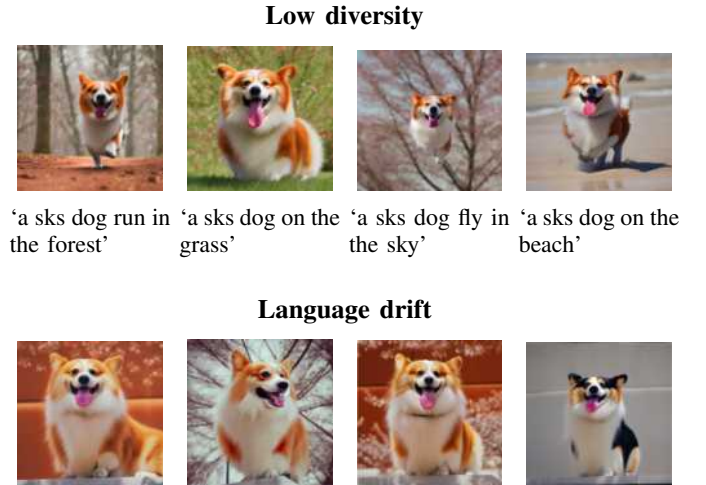 Low diversity
'a sks dog run in 'a sks dog on the 'a sks dog fly in 'a sks dog on the
the forest' grass' the sky' beach'
Language drift